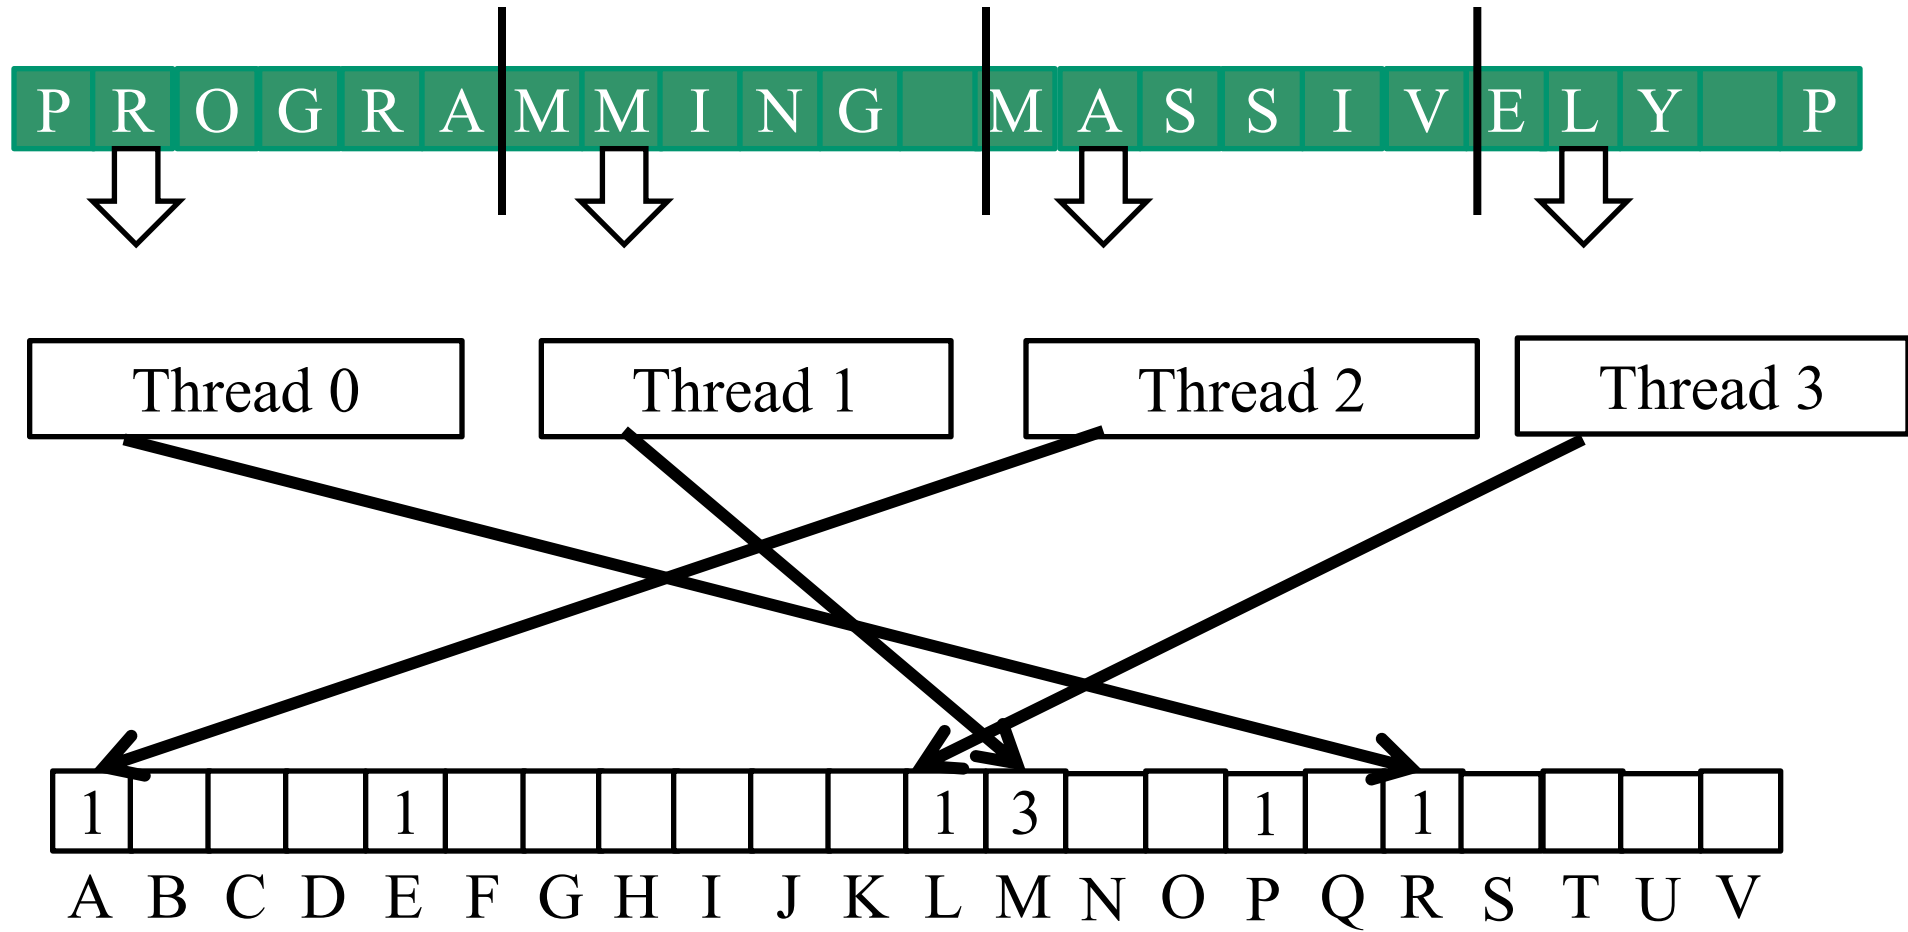 P R O G R A M M I N G M A S S I V E L Y P
Thread 0 Thread 1 Thread 2 Thread 3
1 1 1 3 1 1
A B C D E F G H I J K L M N O P Q R S T U V